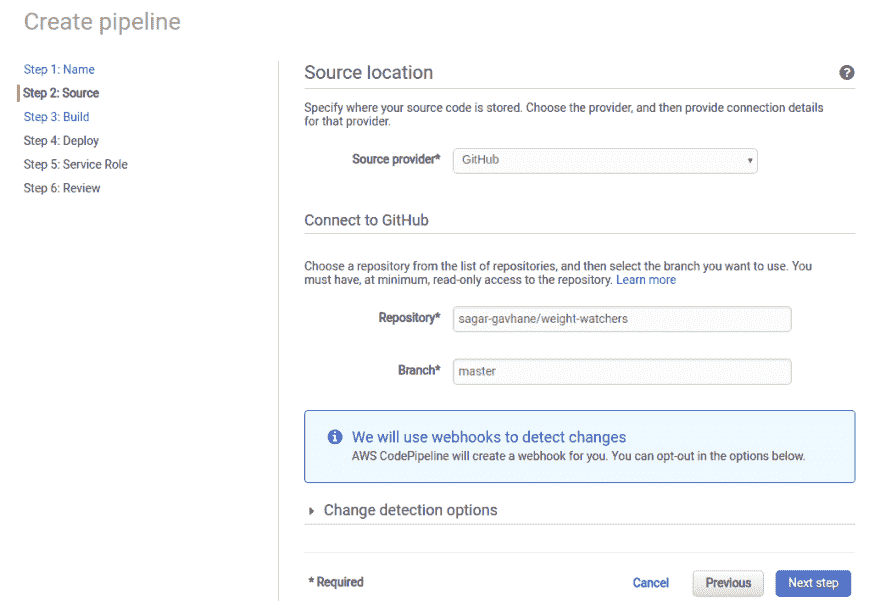 Create pipeline
Step 1: Name
Step 2: Source
Step 3: Build
Step 4: Deploy
Step 5: Service Role
Step 6: Review
Source location
?
Specify where your source code is stored. Choose the provider, and then provide connection details
for that provider.
Source provider* GitHub
Connect to GitHub
Choose a repository from the list of repositories, and then select the branch you want to use. You
must have, at minimum, read-only access to the repository. Learn more
Repository* sagar-gavhane/weight-watchers
Branch* master
We will use webhooks to detect changes
AWS CodePipeline will create a webhook for you. You can opt-out in the options below.
Change detection options
* Required Cancel Previous Next step